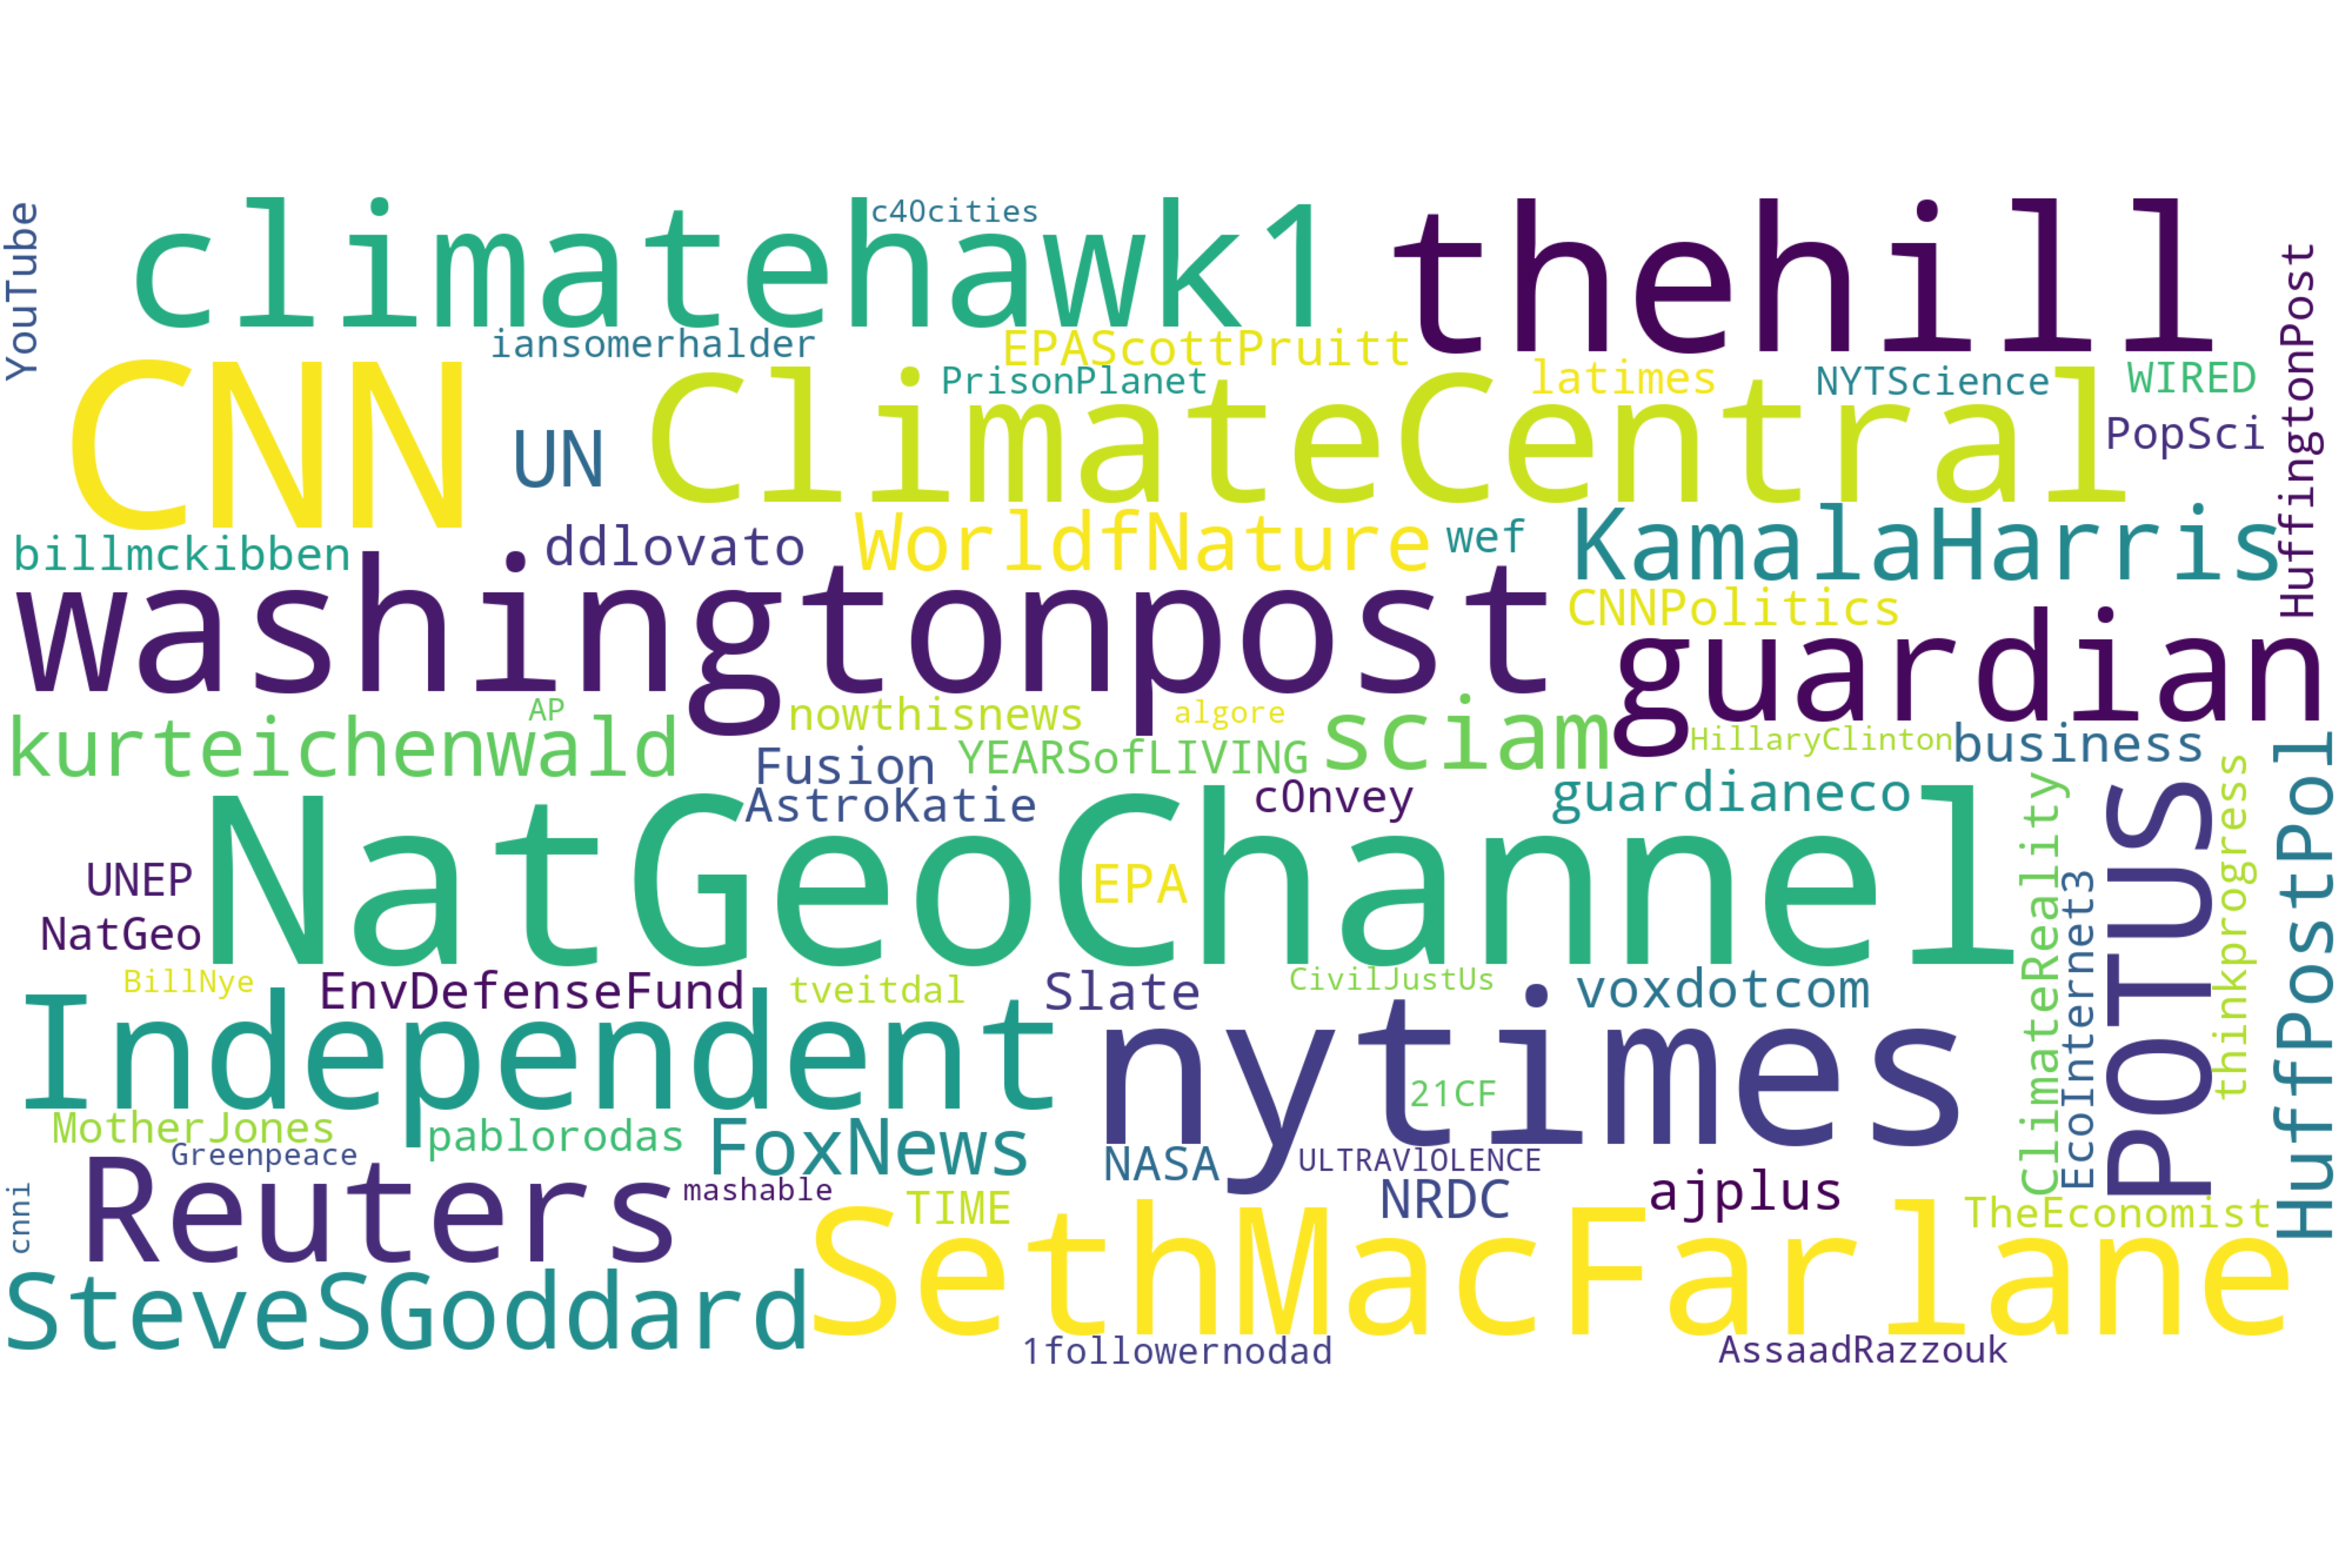 YouTube
climatehawk1
c40cities
thehill
HuffingtonPost
iansomerhalder
EPAScottPruitt
PrisonPlanet
latimes
NYTScience
WIRED
CNN
UN
ClimateCentral
PopSci
billmckibben
ddlovato
WorldfNature
wef
KamalaHarris
washingtonpost
CNNPolitics
guardian
kurteichenwald
AP
nowthisnews
algore
sciam
HillaryClinton
business
Fusion
YEARSofLIVING
AstroKatie
c0nvey
guardianeco
HuffPostPol
UNEP
NatGeoChannel
EPA
ClimateReality
EcoInternet3
POTUS
thinkprogress
NatGeo
BillNye
EnvDefenseFund
tveitdal
Slate
CivilJustUs
voxdotcom
Independent
nytimes
21CF
MotherJones
pablorodas
FoxNews
Greenpeace
NASA
ULTRAVlOLENCE
cnni
Reuters
mashable
TIME
NRDC
ajplus
TheEconomist
SteveSGoddard
SethMacFarlane
1followernodad
AssaadRazzouk